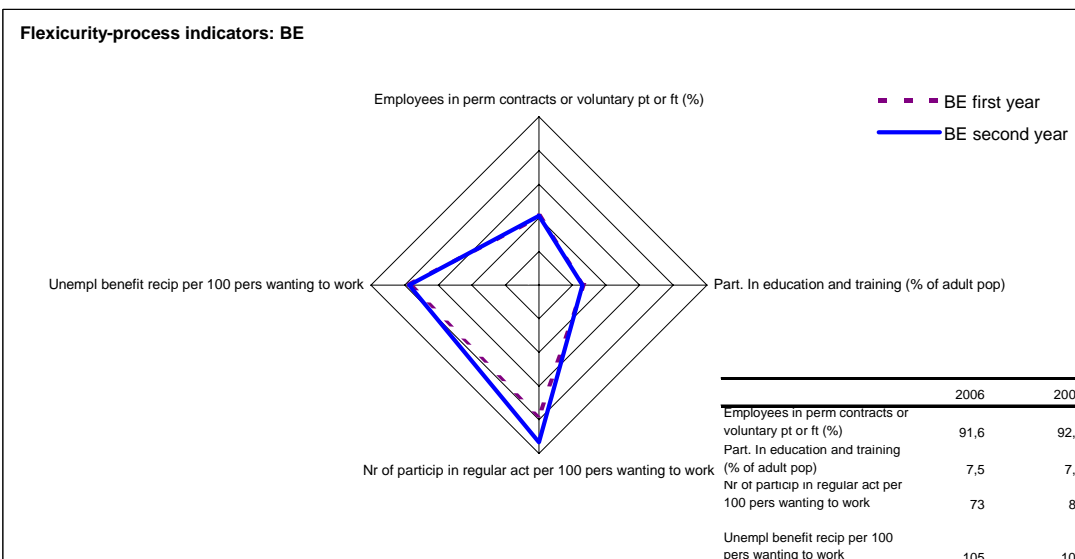 Flexicurity-process indicators: BE
Employees in perm contracts or voluntary pt or ft (%)
BE first year
BE second year
Unempl benefit recip per 100 pers wanting to work
Part. In education and training (% of adult pop)
Nr of particip in regular act per 100 pers wanting to work
2006
Employees in perm contracts or
voluntary pt or ft (%) 91,6
Part. In education and training
(% of adult pop) 7,5
Nr of particip in regular act per
100 pers wanting to work 73
Unempl benefit recip per 100
pers wanting to work 105